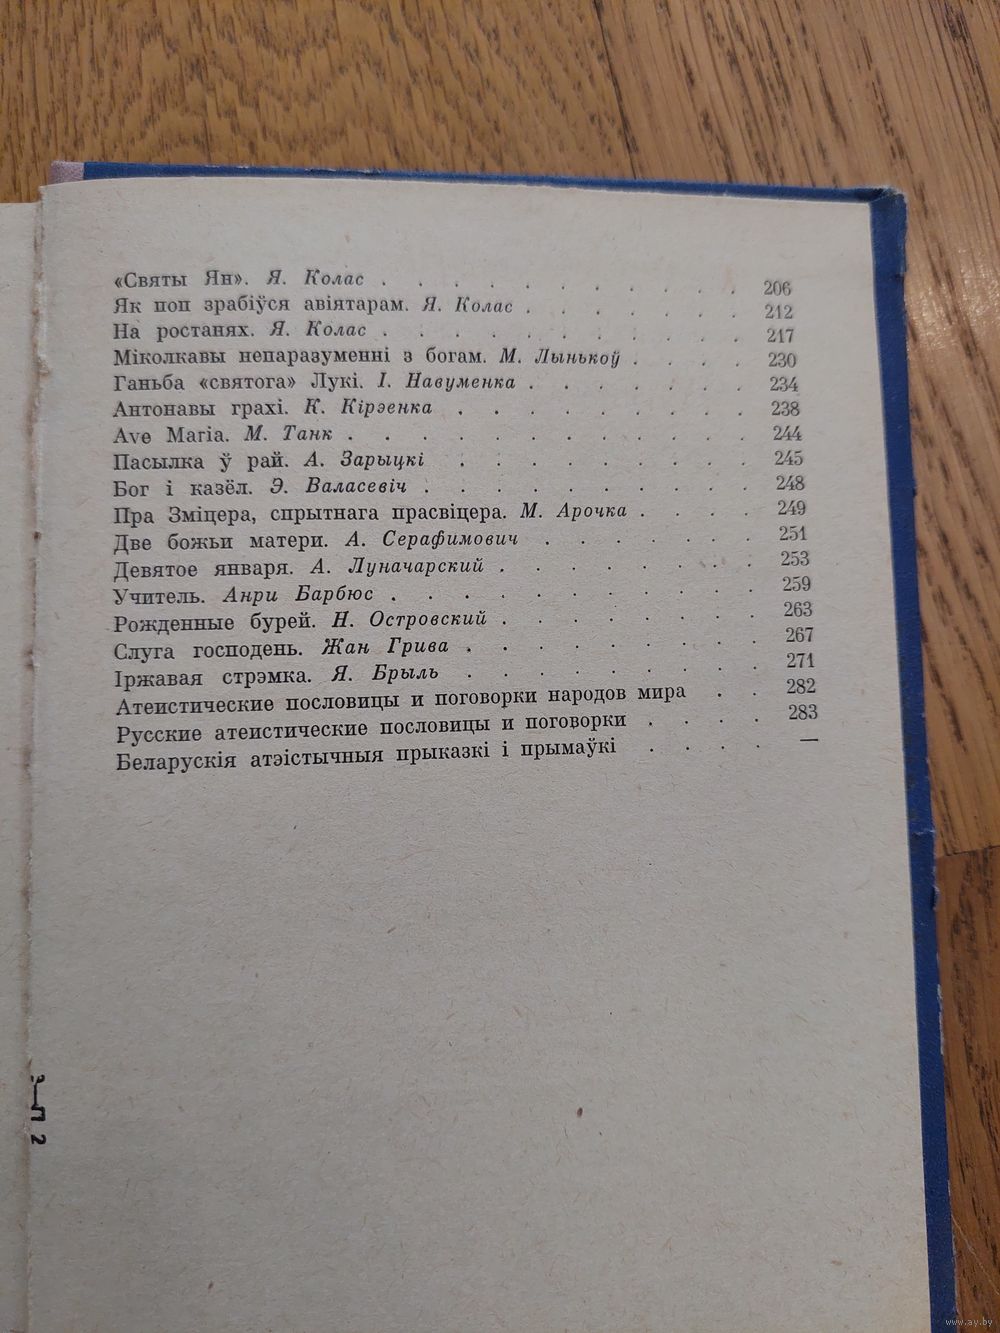 «Святы Ян». Я. Колас . . . . . . . . . . 206
Як поп зрабіўся авіятарам. Я. Колас . . . . . . . 212
На ростанях. Я. Колас . . . . . . . . . . 217
Міколкавы непаразуменні з богам. М. Лынькоў . . . . 230
Ганьба «святога» Лукі. І. Навуменка . . . . . . . 234
Антонавы грахі. К. Кірэенка . . . . . . . . 238
Ave Maria. М. Танк . . . . . . . . . . . 244
Пасылка ў рай. А. Зарыцкі . . . . . . . . 245
Бог і казёл. Э. Валасевіч . . . . . . . . . 248
Пра Зміцера, спрытнага прасвіцера. М. Арочка . . . . 249
Две божьи матери. А. Серафимович . . . . . . 251
Девятое января. А. Луначарский . . . . . . . 253
Учитель. Анри Барбюс . . . . . . . . . . 259
Рожденные бурей. Н. Островский . . . . . . . 263
Слуга господень. Жан Грива . . . . . . . . 267
Іржавая стрэмка. Я. Брыль . . . . . . . . 271
Атеистические пословицы и поговорки народов мира . . 282
Русские атеистические пословицы и поговорки . . . . 283
Беларускія атэістычныя прыказкі і прымаўкі . . . . —
www.ay.by